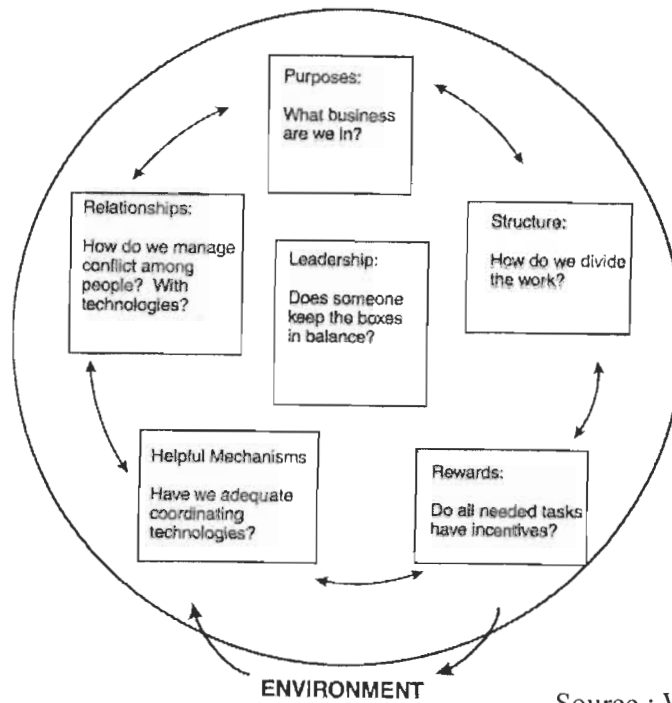 Purposes:
What business
are we in?
Relationships:
How do we manage
conflict among
people? With
technologies?
Structure:
How do we divide
the work?
Leadership:
Does someone
keep the boxes
in balance?
Helpful Mechanisms
Have we adequate
coordinating
technologies?
Rewards:
Do all needed tasks
have incentives?
ENVIRONMENT
Source :